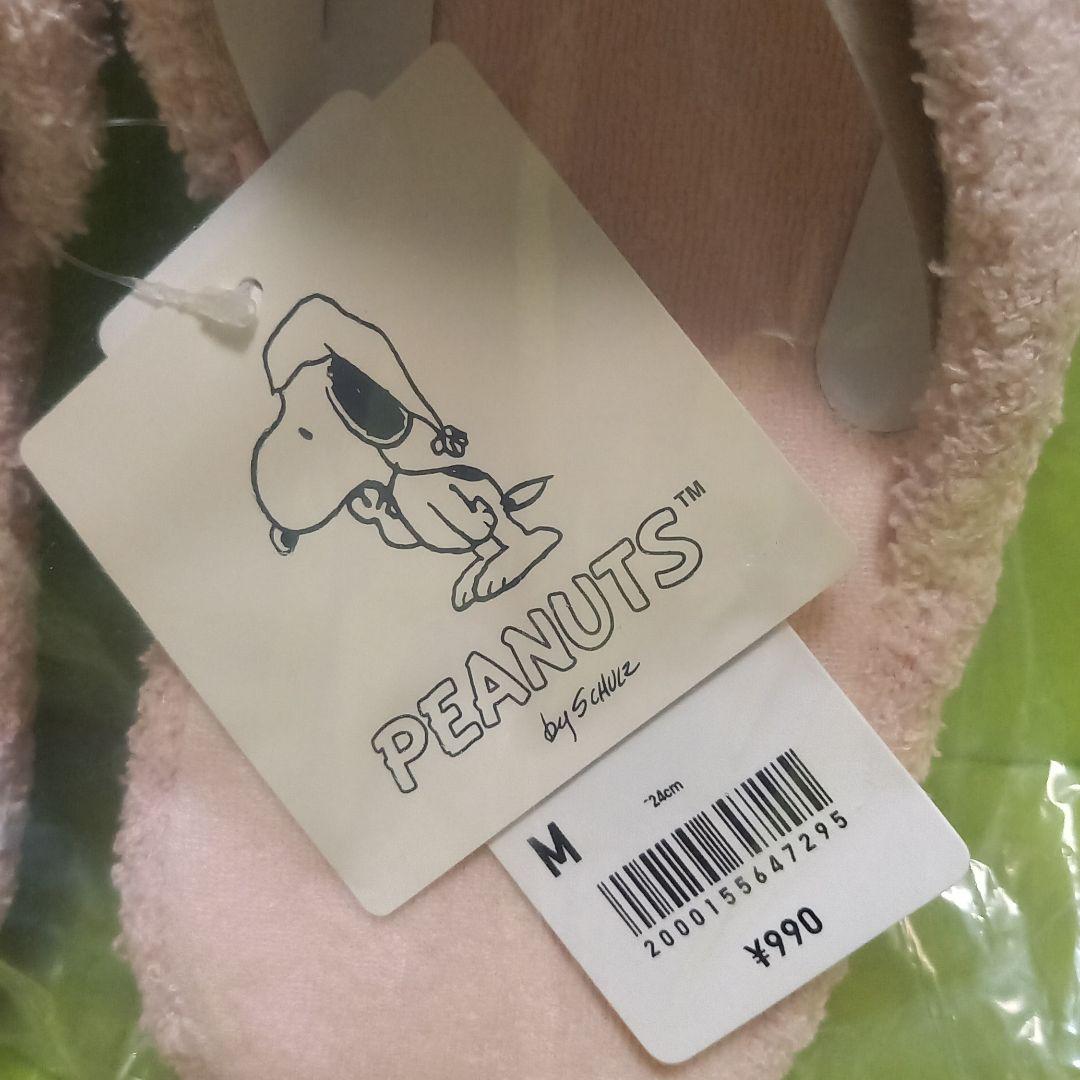 PEANUTS™
by SCHULZ
M
~24cm
2000155647295
¥990